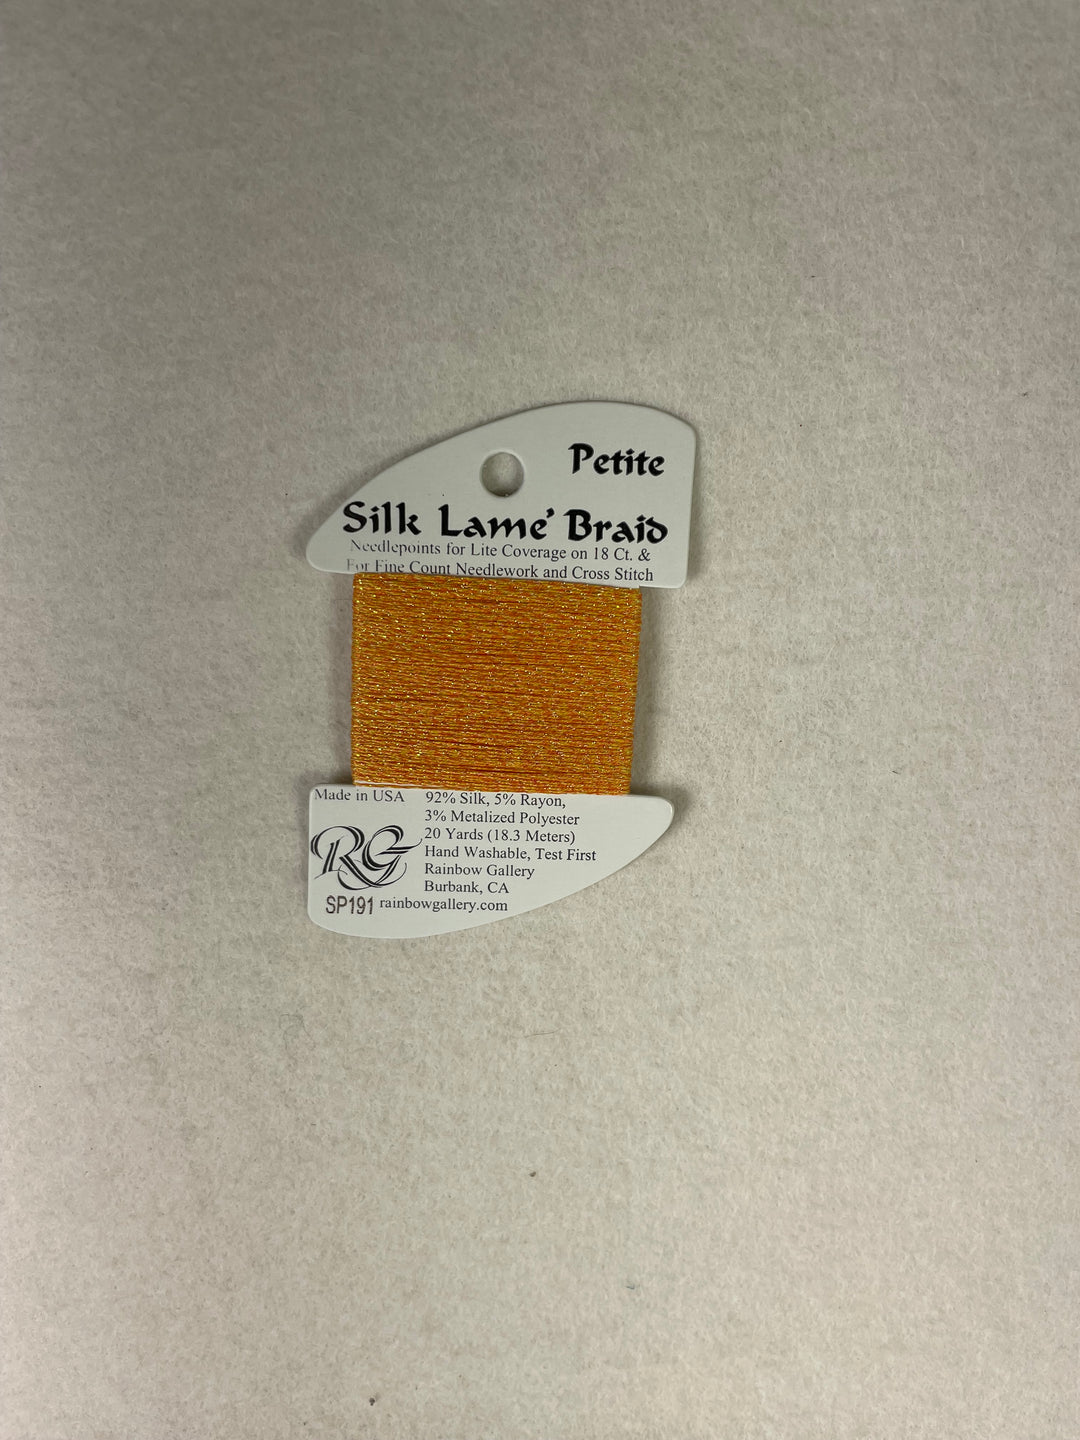 Petite
Silk Lame' Braid
Needlepoints for Lite Coverage on 18 Ct. &
For Fine Count Needlework and Cross Stitch
Made in USA
92% Silk, 5% Rayon,
3% Metalized Polyester
20 Yards (18.3 Meters)
Hand Washable, Test First
Rainbow Gallery
Burbank, CA
RG
SP191
rainbowgallery.com